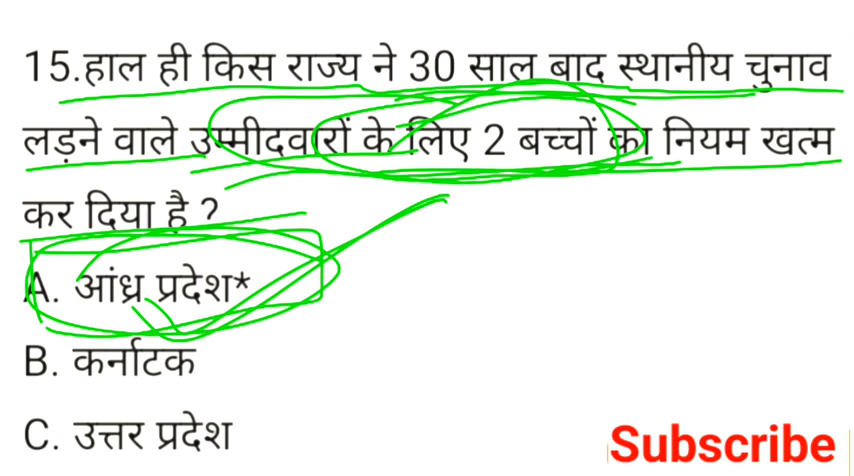 15.हाल ही किस राज्य ने 30 साल बाद स्थानीय चुनाव
लड़ने वाले उम्मीदवारों के लिए 2 बच्चों का नियम खत्म
कर दिया है ?
A. आंध्र प्रदेश*
B. कर्नाटक
C. उत्तर प्रदेश
Subscribe